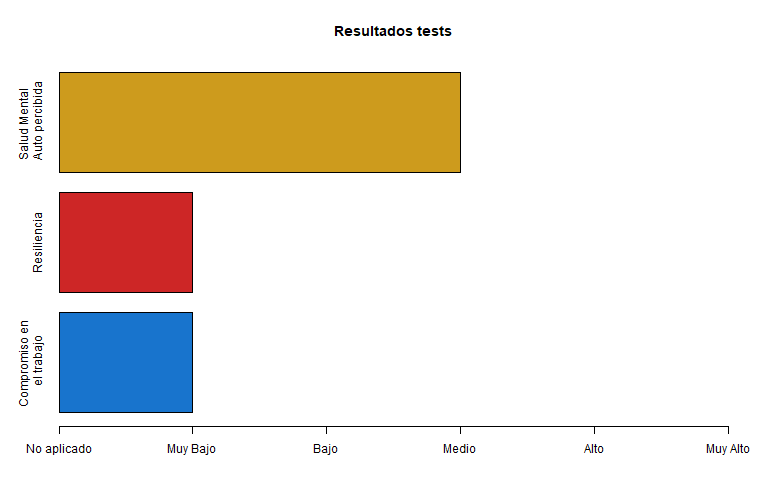 Resultados tests
Salud Mental
Auto percibida
Resiliencia
Compromiso en
el trabajo
No aplicado
Muy Bajo
Bajo
Medio
Alto
Muy Alto